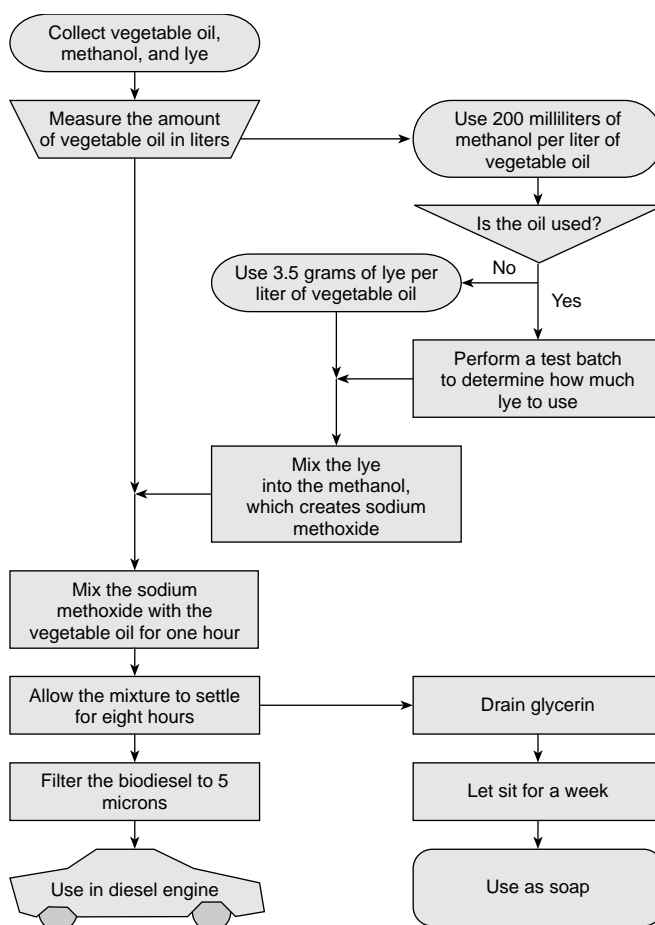 Collect vegetable oil,
methanol, and lye
Measure the amount
of vegetable oil in liters
Use 200 milliliters of
methanol per liter of
vegetable oil
Is the oil used?
No
Yes
Use 3.5 grams of lye per
liter of vegetable oil
Perform a test batch
to determine how much
lye to use
Mix the lye
into the methanol,
which creates sodium
methoxide
Mix the sodium
methoxide with the
vegetable oil for one hour
Allow the mixture to settle
for eight hours
Drain glycerin
Filter the biodiesel to 5
microns
Let sit for a week
Use in diesel engine
Use as soap